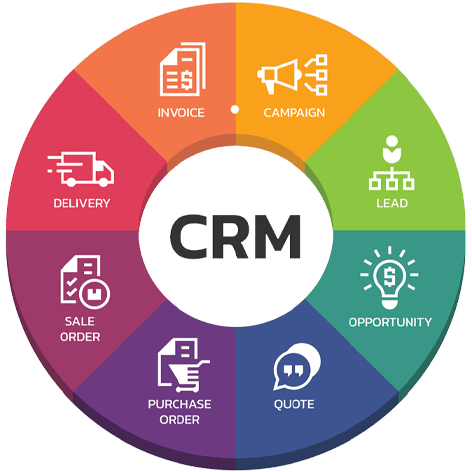 INVOICE
CAMPAIGN
DELIVERY
LEAD
CRM
SALE
ORDER
OPPORTUNITY
PURCHASE
ORDER
QUOTE